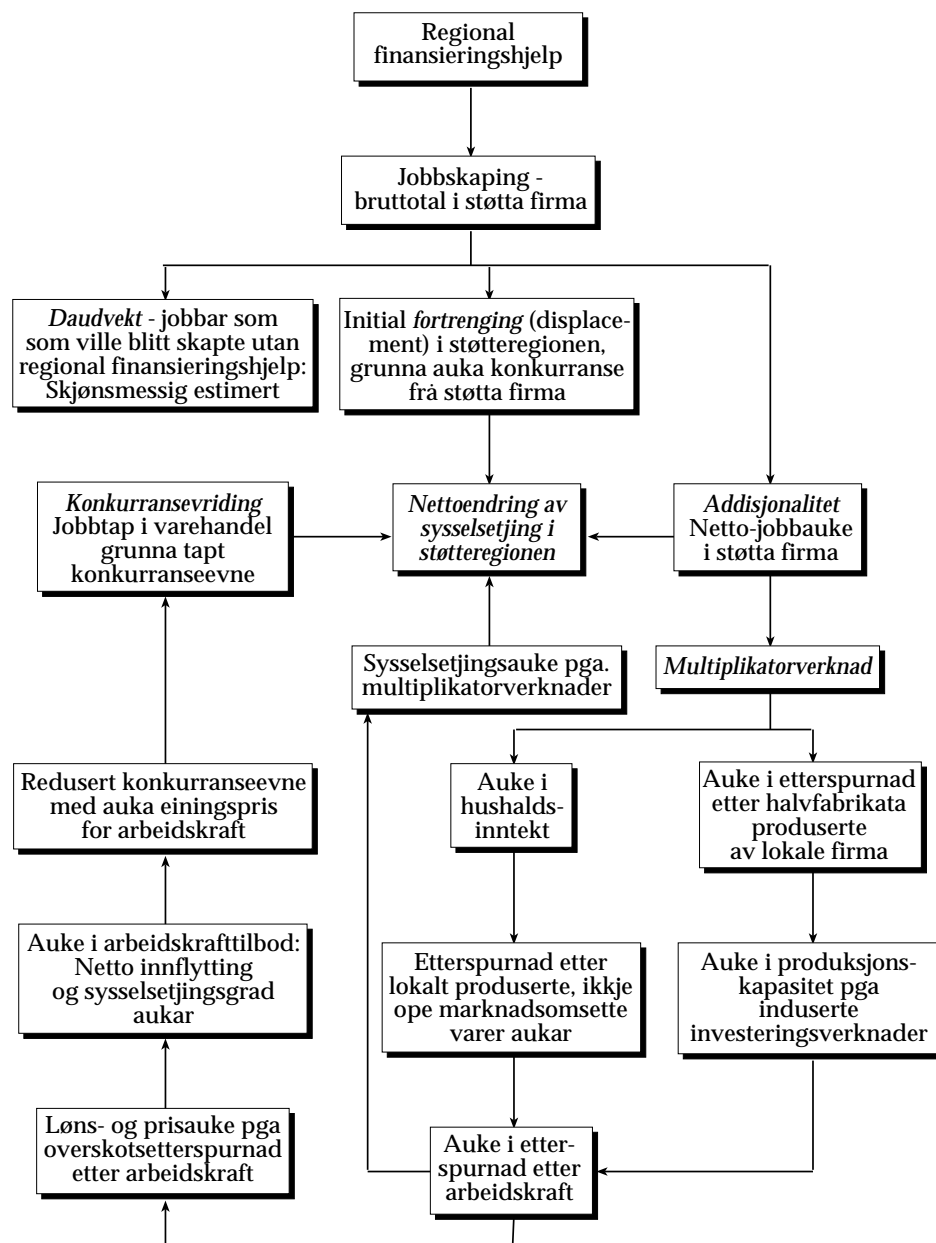 Regional
finansieringshjelp
Jobbskaping -
bruttotal i støtta firma
Daudvekt - jobbar som
som ville blitt skapte utan
regional finansieringshjelp:
Skjønsmessig estimert
Initial fortrenging (displace-
ment) i støtteregionen,
grunna auka konkurranse
frå støtta firma
Konkurransevriding
Jobbtap i varehandel
grunna tapt
konkurranseevne
Nettoendring av
sysselsetjing i
støtteregionen
Addisjonalitet
Netto-jobbauke
i støtta firma
Sysselsetjingsauke pga.
multiplikatorverknader
Multiplikatorverknad
Redusert konkurranseevne
med auka einingspris
for arbeidskraft
Auke i
hushalds-
inntekt
Auke i etterspurnad
etter halvfabrikata
produserte
av lokale firma
Auke i arbeidskrafttilbod:
Netto innflytting
og sysselsetjingsgrad
aukar
Etterspurnad etter
lokalt produserte, ikkje
ope marknadsomsette
varer aukar
Auke i produksjons-
kapasitet pga
induserte
investeringsverknader
Løns- og prisauke pga
overskotsetterspurnad
etter arbeidskraft
Auke i etter-
spurnad etter
arbeidskraft